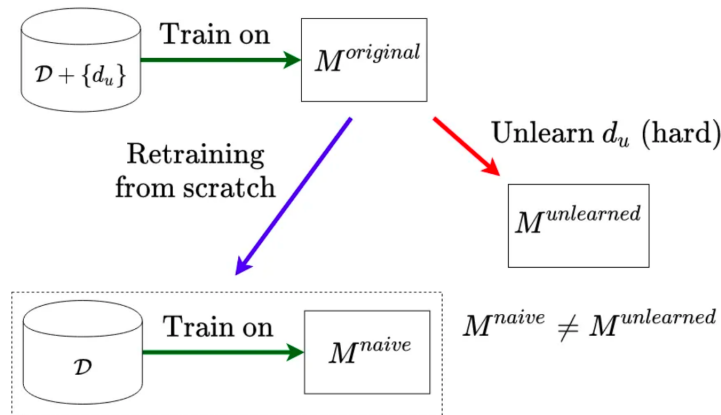 Train on
𝒟 + {d_u}
M^{original}
Unlearn d_u (hard)
Retraining
from scratch
M^{unlearned}
Train on
M^{naive} ≠ M^{unlearned}
𝒟
M^{naive}